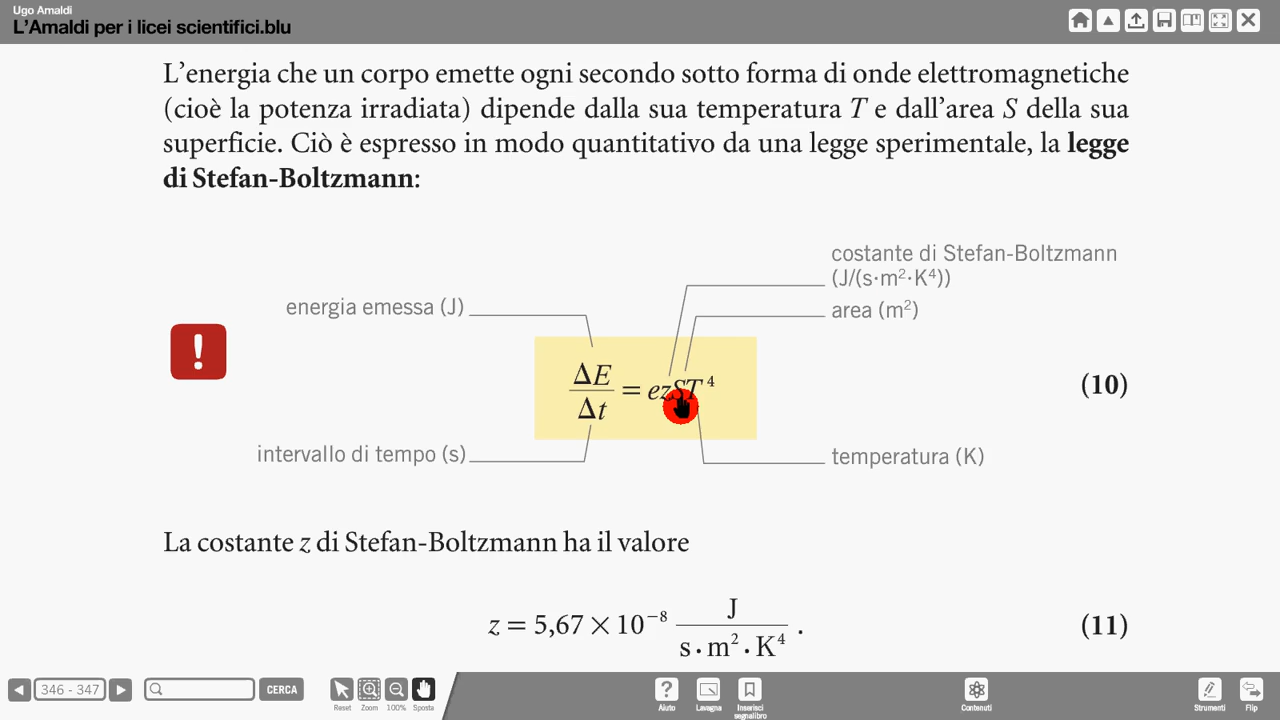 Ugo Amaldi
L'Amaldi per i licei scientifici.blu
L'energia che un corpo emette ogni secondo sotto forma di onde elettromagnetiche
(cioè la potenza irradiata) dipende dalla sua temperatura T e dall'area S della sua
superficie. Ciò è espresso in modo quantitativo da una legge sperimentale, la legge
di Stefan-Boltzmann:
costante di Stefan-Boltzmann
(J/(s·m²·K⁴))
energia emessa (J)
area (m²)
!
ΔE/Δt = ezST⁴
(10)
intervallo di tempo (s)
temperatura (K)
La costante z di Stefan-Boltzmann ha il valore
z = 5,67 × 10⁻⁸ J/(s·m²·K⁴) .
(11)
346 - 347
CERCA
Reset
Zoom
100%
Sposta
?
Aiuto
Lavagna
Inserisci
segnalibro
Contenuti
Strumenti
Flip